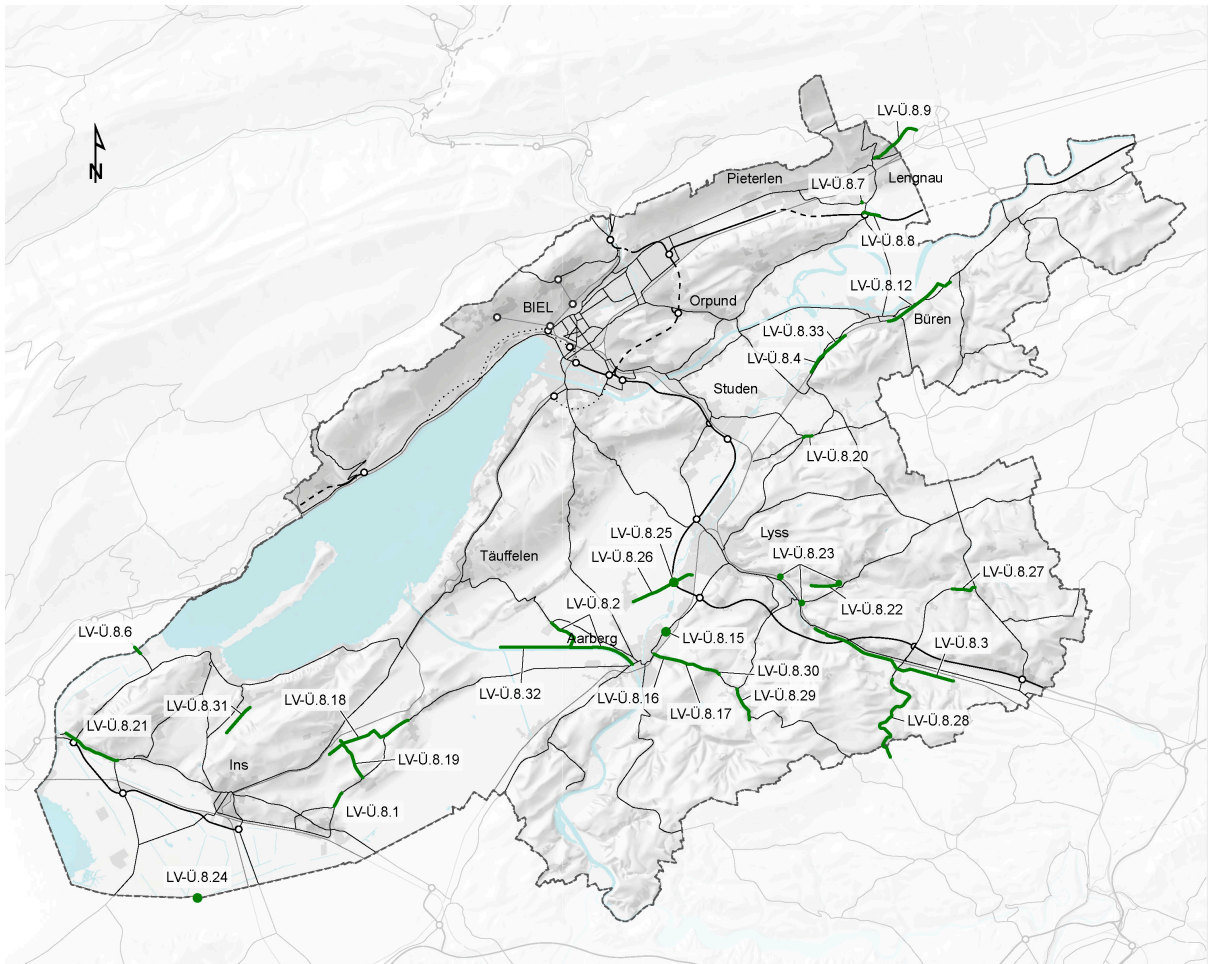 LV-Ü.8.9
N
Pieterlen
Lengnau
LV-Ü.8.7
LV-Ü.8.8
LV-Ü.8.12
Orpund
BIEL
Büren
LV-Ü.8.33
LV-Ü.8.4
Studen
LV-Ü.8.20
LV-Ü.8.25
Lyss
LV-Ü.8.26
Täuffelen
LV-Ü.8.23
LV-Ü.8.27
LV-Ü.8.2
LV-Ü.8.22
LV-Ü.8.6
Aarberg
LV-Ü.8.15
LV-Ü.8.3
LV-Ü.8.30
LV-Ü.8.32
LV-Ü.8.16
LV-Ü.8.29
LV-Ü.8.18
LV-Ü.8.31
LV-Ü.8.17
LV-Ü.8.28
LV-Ü.8.21
LV-Ü.8.19
Ins
LV-Ü.8.1
LV-Ü.8.24